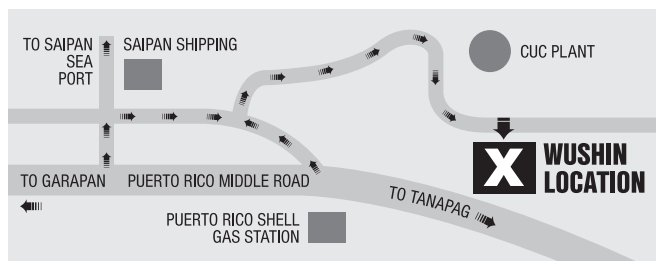 TO SAIPAN
SEA
PORT
SAIPAN SHIPPING
CUC PLANT
X
WUSHIN
LOCATION
TO GARAPAN
PUERTO RICO MIDDLE ROAD
TO TANAPAG
PUERTO RICO SHELL
GAS STATION